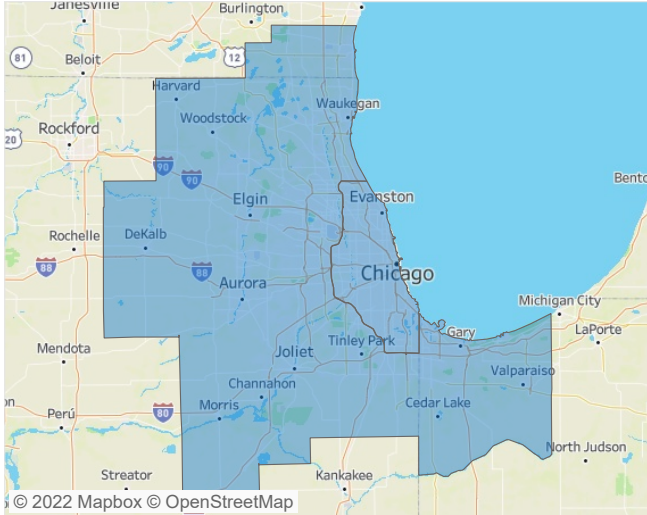 Janesville
Burlington
81
12
Beloit
Harvard
Waukegan
Woodstock
20
Rockford
90
90
Bento
Elgin
Evanston
Rochelle
DeKalb
88
88
Chicago
Aurora
Michigan City
Gary
LaPorte
Tinley Park
Mendota
Joliet
Valparaiso
Channahon
Cedar Lake
on
Perú
80
Morris
North Judson
Streator
Kankakee
© 2022 Mapbox © OpenStreetMap